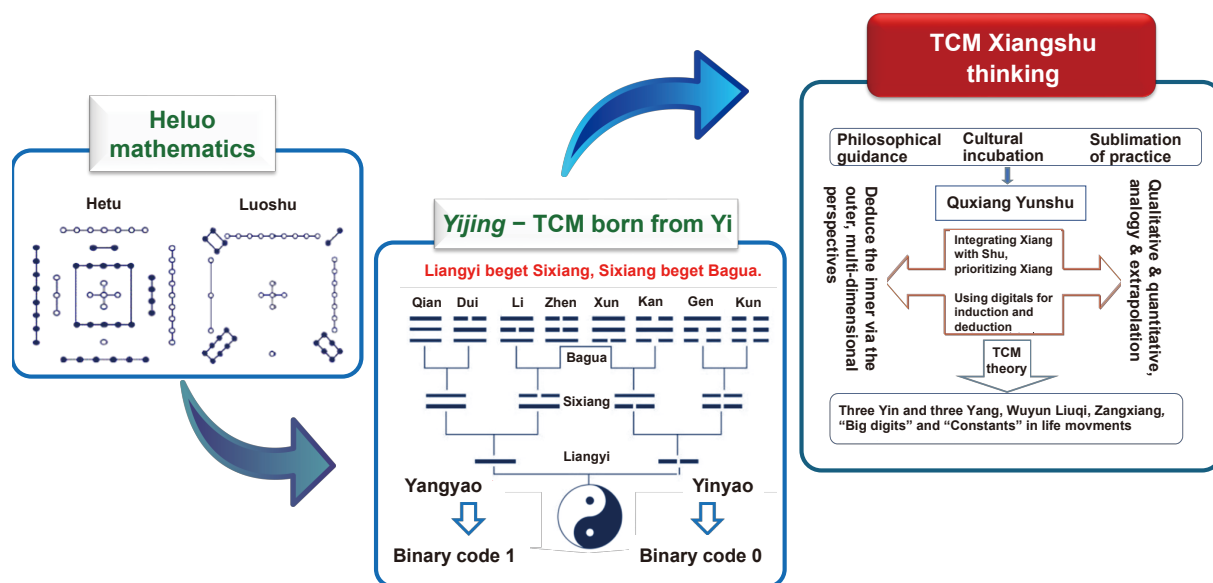 Heluo
mathematics
Hetu
Luoshu
Yijing – TCM born from Yi
Liangyi beget Sixiang, Sixiang beget Bagua.
Qian Dui Li Zhen Xun Kan Gen Kun
Bagua
Sixiang
Liangyi
Yangyao
Yinyao
Binary code 1
Binary code 0
TCM Xiangshu
thinking
Philosophical
guidance
Cultural
incubation
Sublimation
of practice
Quxiang Yunshu
Deduce the inner via the
outer, multi-dimensional
perspectives
Integrating Xiang
with Shu,
prioritizing Xiang
Using digitals for
induction and
deduction
Qualitative & quantitative,
analogy & extrapolation
TCM
theory
Three Yin and three Yang, Wuyun Liuqi, Zangxiang,
“Big digits” and “Constants” in life movments